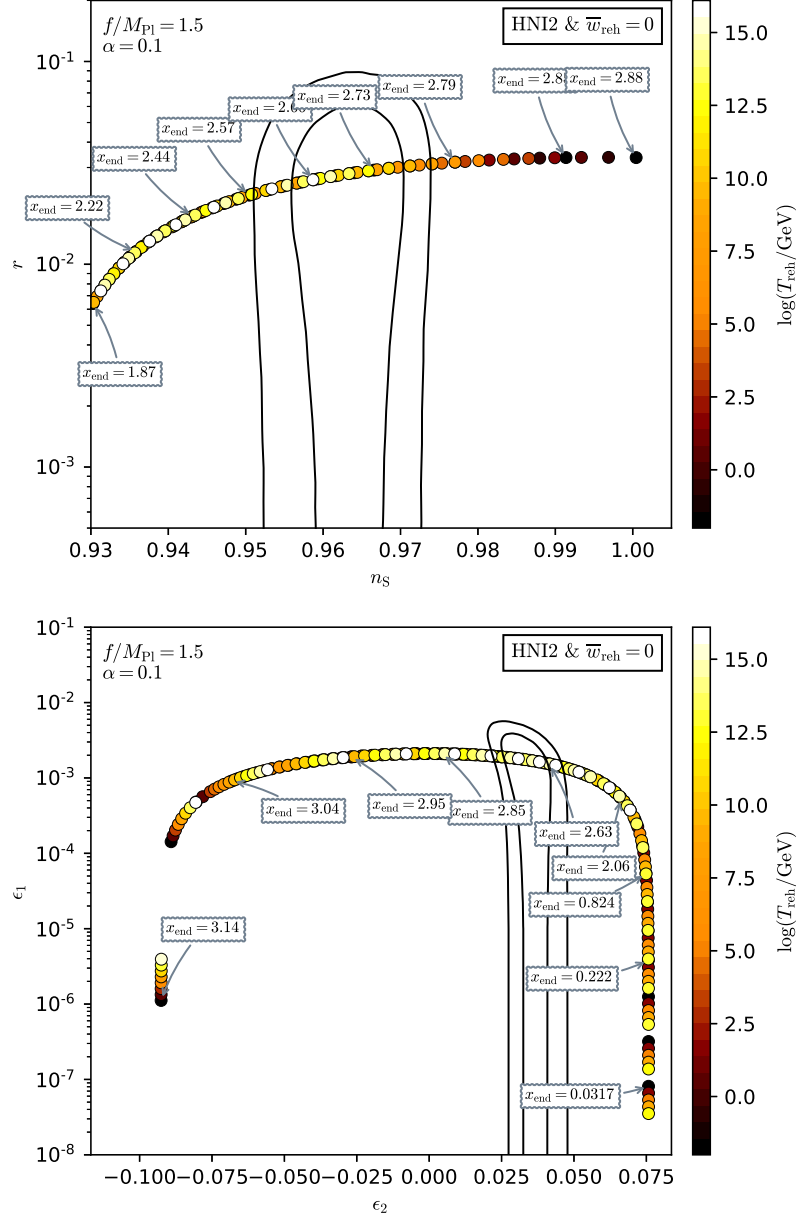 f/M_Pl = 1.5
α = 0.1
HNI2 & w̅_reh = 0
10⁻¹
10⁻²
10⁻³
r
x_end = 2.8
x_end = 2.88
x_end = 2.79
x_end = 2.73
x_end = 2.
x_end = 2.57
x_end = 2.44
x_end = 2.22
x_end = 1.87
0.93 0.94 0.95 0.96 0.97 0.98 0.99 1.00
n_S
15.0
12.5
10.0
7.5
5.0
2.5
0.0
log(T_reh/GeV)
f/M_Pl = 1.5
α = 0.1
HNI2 & w̅_reh = 0
10⁻¹
10⁻²
10⁻³
10⁻⁴
10⁻⁵
10⁻⁶
10⁻⁷
10⁻⁸
ϵ₁
x_end = 3.04
x_end = 2.95
x_end = 2.85
x_end = 2.63
x_end = 2.06
x_end = 0.824
x_end = 3.14
x_end = 0.222
x_end = 0.0317
−0.100 −0.075 −0.050 −0.025 0.000 0.025 0.050 0.075
ϵ₂
15.0
12.5
10.0
7.5
5.0
2.5
0.0
log(T_reh/GeV)